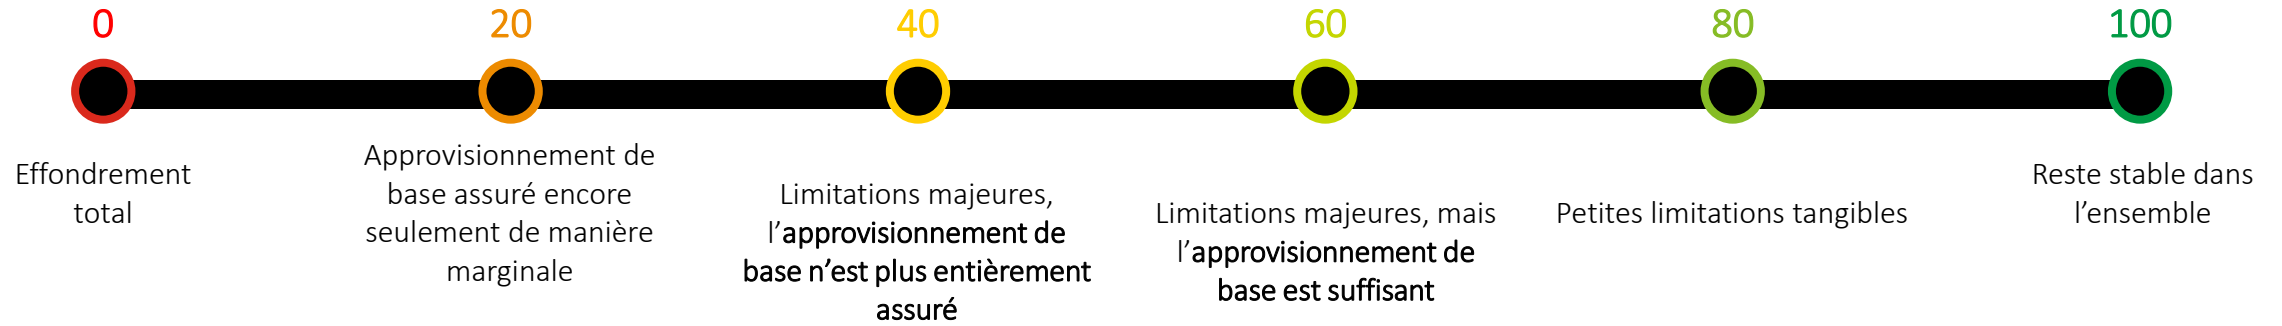 0
20
40
60
80
100
Effondrement
total
Approvisionnement de
base assuré encore
seulement de manière
marginale
Limitations majeures,
l’approvisionnement de
base n’est plus entièrement
assuré
Limitations majeures, mais
l’approvisionnement de
base est suffisant
Petites limitations tangibles
Reste stable dans
l’ensemble